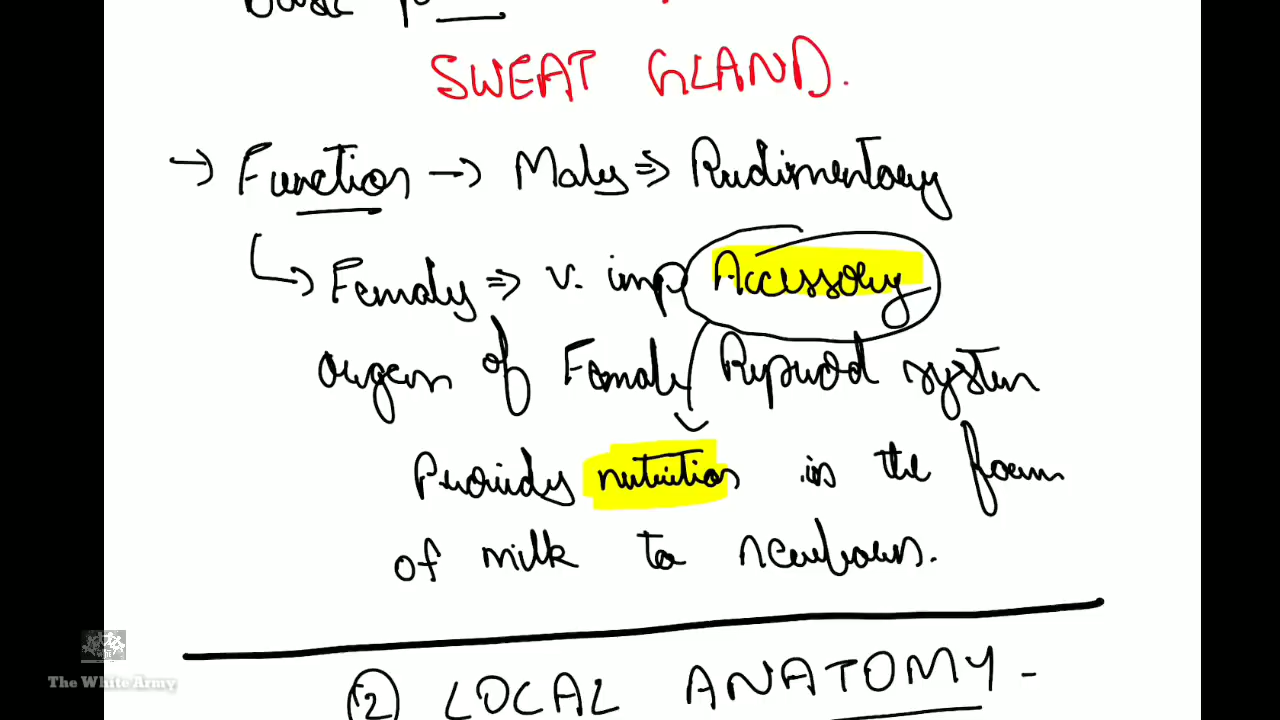 SWEAT GLAND.
→ Function → Males ⇒ Rudimentary
↳ Females ⇒ v. imp Accessory
organ of Female Reprod system
Provides nutrition in the form
of milk to newborns.
② LOCAL ANATOMY -
The White Army